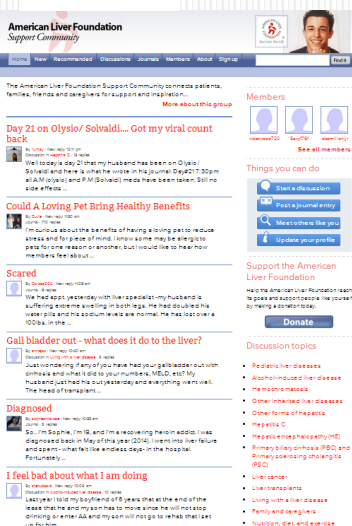 American Liver Foundation
Support Community
Home New Recommended Discussions Journals Members About Sign up
Find it
The American Liver Foundation Support Community connects patients,
families, friends and caregivers for support and inspiration...
More about this group
Day 21 on Olysio/ Solvaldi.... Got my viral count
back
Discussion in Hepatitis C
Well today is day 21 that my husband has been on Olysio/
Solvaldi and here is what he wrote in his journal: Day#21 7:30pm
all A.M (olysio) and P.M (Solvaldi) meds have been taken. Still no
side effects ...
Could A Loving Pet Bring Healthy Benefits
I'm curious about the benefits of having a loving pet to reduce
stress and for piece of mind. I know some may be allergic to
pets for one reason or another, but I would like to hear how
members feel about ...
Scared
We had appt. yesterday with liver specialist - my husband is
suffering extreme swelling in both legs. He had doubled his
water pills and his sodium levels are normal. He has lost over a
100lbs. in the ...
Gall bladder out - what does it do to the liver?
Discussion in Living with a liver disease
Just wondering if any of you have had your gallbladder out with
cirrhosis and what it did to your numbers, MELD, etc? My
husband just had his out yesterday and everything went well.
The head of transplant ...
Diagnosed
So... I'm Sophie, I'm 19, and I'm a recovering heroin addict. I was
diagnosed back in May of this year (2014). I went into liver failure
and spent - what felt like endless days - in the hospital.
Fortunately ...
I feel bad about what I am doing
Discussion in Alcohol-induced liver disease
Last year I told my boyfriend of 6 years that at the end of the
lease that he and my son has to move since he will not stop
drinking or enter AA and my son will not go to rehab that I set
up for him
Members
See all members
Things you can do
Start a discussion
Post a journal entry
Meet others like you
Update your profile
Support the American
Liver Foundation
Help the American Liver Foundation reach
its goals and support people like yourself
by making a donation today.
Donate
Discussion topics
Pediatric liver diseases
Alcohol-induced liver disease
Hemochromatosis
Other inherited liver diseases
Other forms of hepatitis
Hepatitis C
Hepatic encephalopathy (HE)
Primary biliary cirrhosis (PBC) and
Primary sclerosing cholangitis
(PSC)
Liver cancer
Liver transplants
Living with a liver disease
Family and caregivers
Nutrition, diet, and exercise